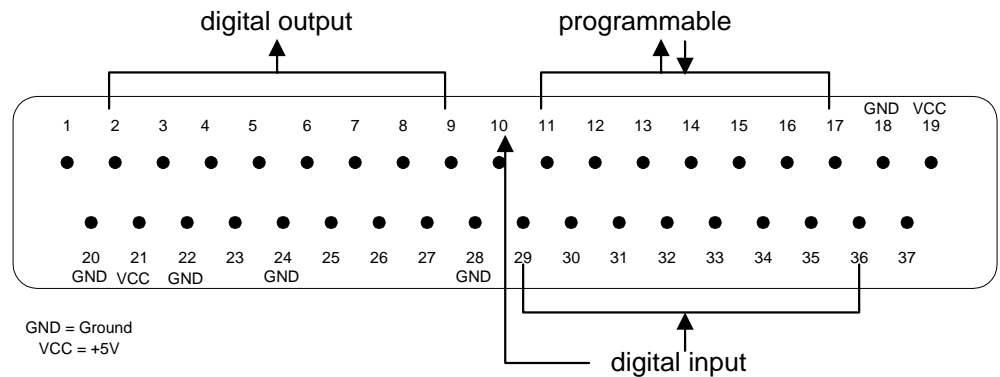 digital output programmable
GND VCC
1 2 3 4 5 6 7 8 9 10 11 12 13 14 15 16 17 18 19
20 21 22 23 24 25 26 27 28 29 30 31 32 33 34 35 36 37
GND VCC GND GND GND
GND = Ground
VCC = +5V
digital input